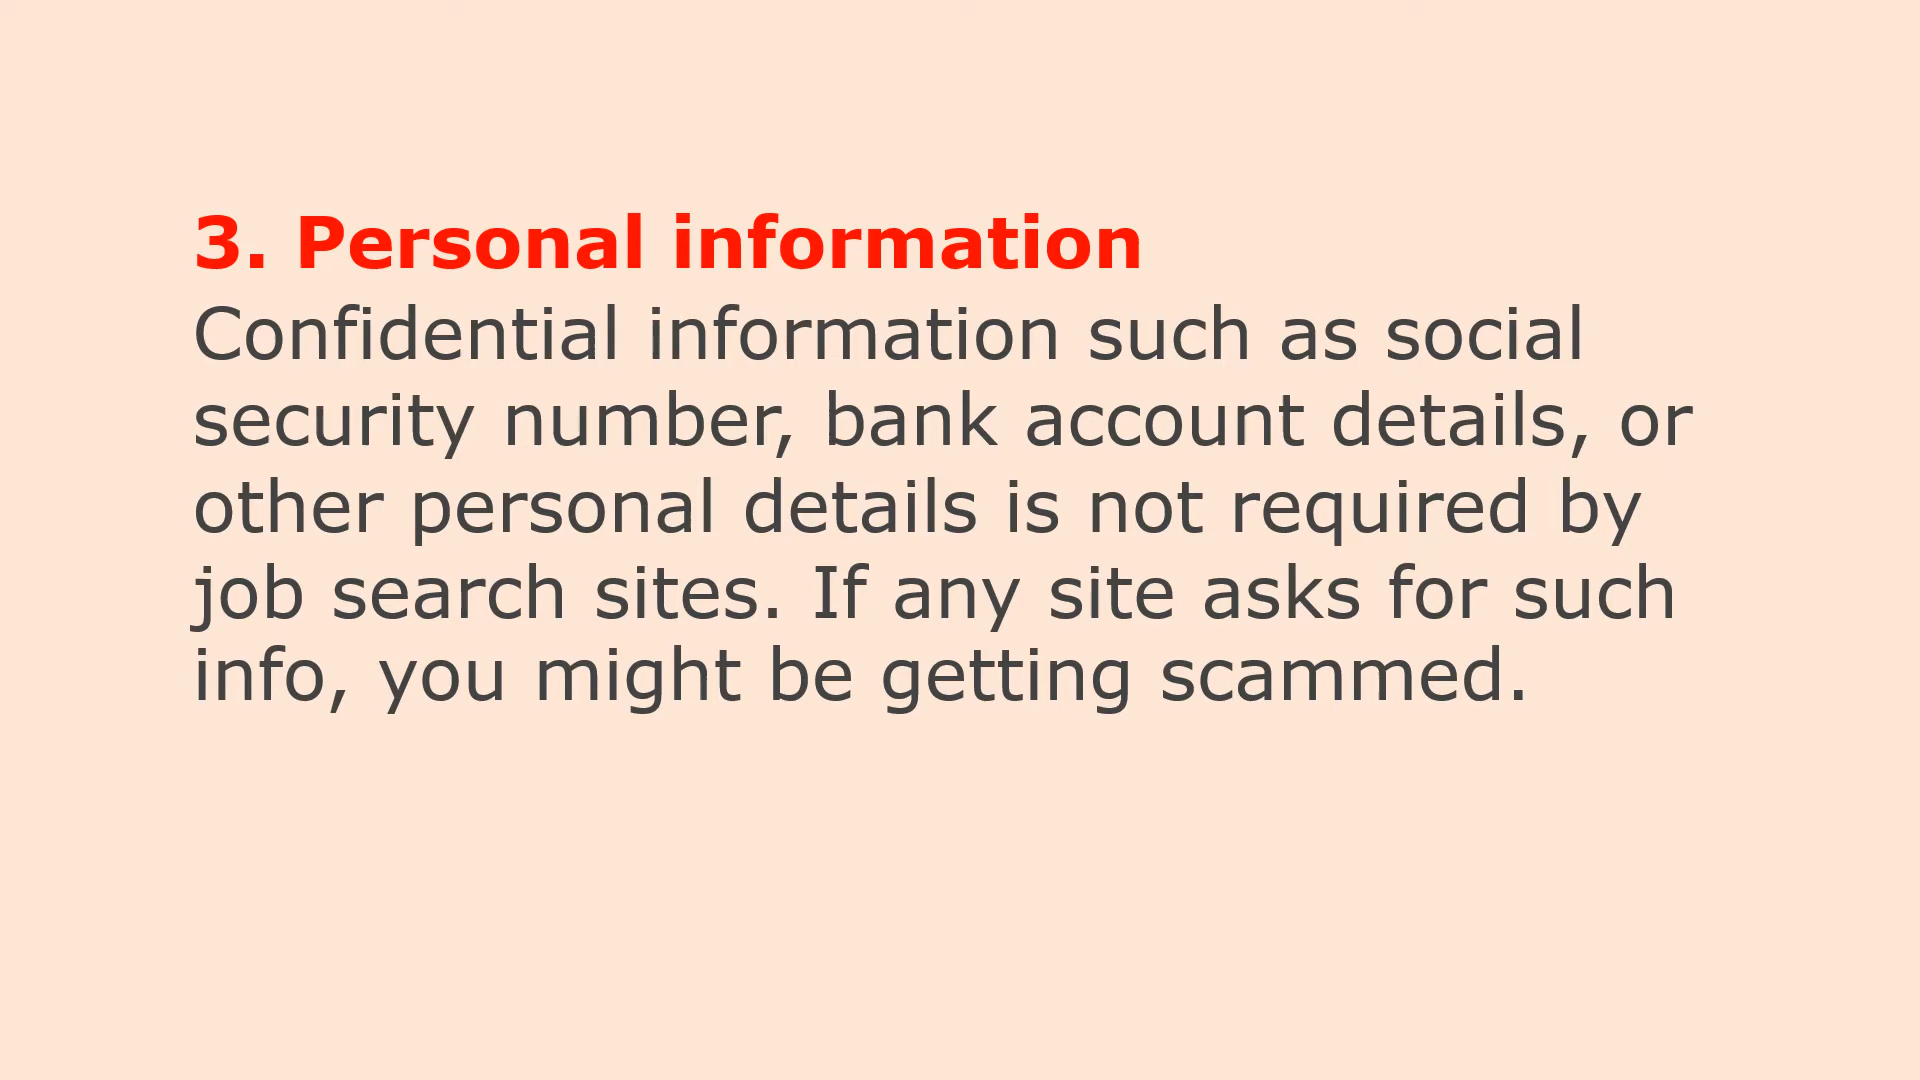 3. Personal information
Confidential information such as social
security number, bank account details, or
other personal details is not required by
job search sites. If any site asks for such
info, you might be getting scammed.